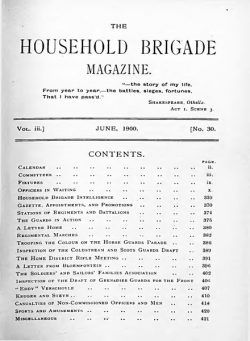 THE
HOUSEHOLD BRIGADE
MAGAZINE.
"—the story of my life,
From year to year,—the battles, sieges, fortunes,
That I have pass'd."
SHAKESPEARE, Othello.
ACT 1. SCENE 3.
VOL. iii.] JUNE, 1900. [No. 30.
CONTENTS.
PAGE.
CALENDAR .. ii.
COMMITTEES .. iii.
FIXTURES .. ix.
OFFICERS IN WAITING .. x.
HOUSEHOLD BRIGADE INTELLIGENCE ..
GAZETTE, APPOINTMENTS, AND PROMOTIONS ..
STATIONS OF REGIMENTS AND BATTALIONS .. 374
THE GUARDS IN ACTION .. 375
A LETTER HOME .. 380
REGIMENTAL MARCHES .. 382
TROOPING THE COLOUR ON THE HORSE GUARDS PARADE .. 386
INSPECTION OF THE COLDSTREAM AND SCOTS GUARDS DRAFT .. 389
THE HOME DISTRICT RIFLE MEETING .. 391
A LETTER FROM BLOEMFONTEIN .. 396
THE SOLDIERS' AND SAILORS' FAMILIES ASSOCIATION .. 402
INSPECTION OF THE DRAFT OF GRENADIER GUARDS FOR THE FRONT .. 406
"EDDY" VERSCHOYLE .. 407
KRUGER AND STEYN .. 410
CASUALTIES OF NON-COMMISSIONED OFFICERS AND MEN .. 414
SPORTS AND AMUSEMENTS .. 420
MISCELLANEOUS .. 421